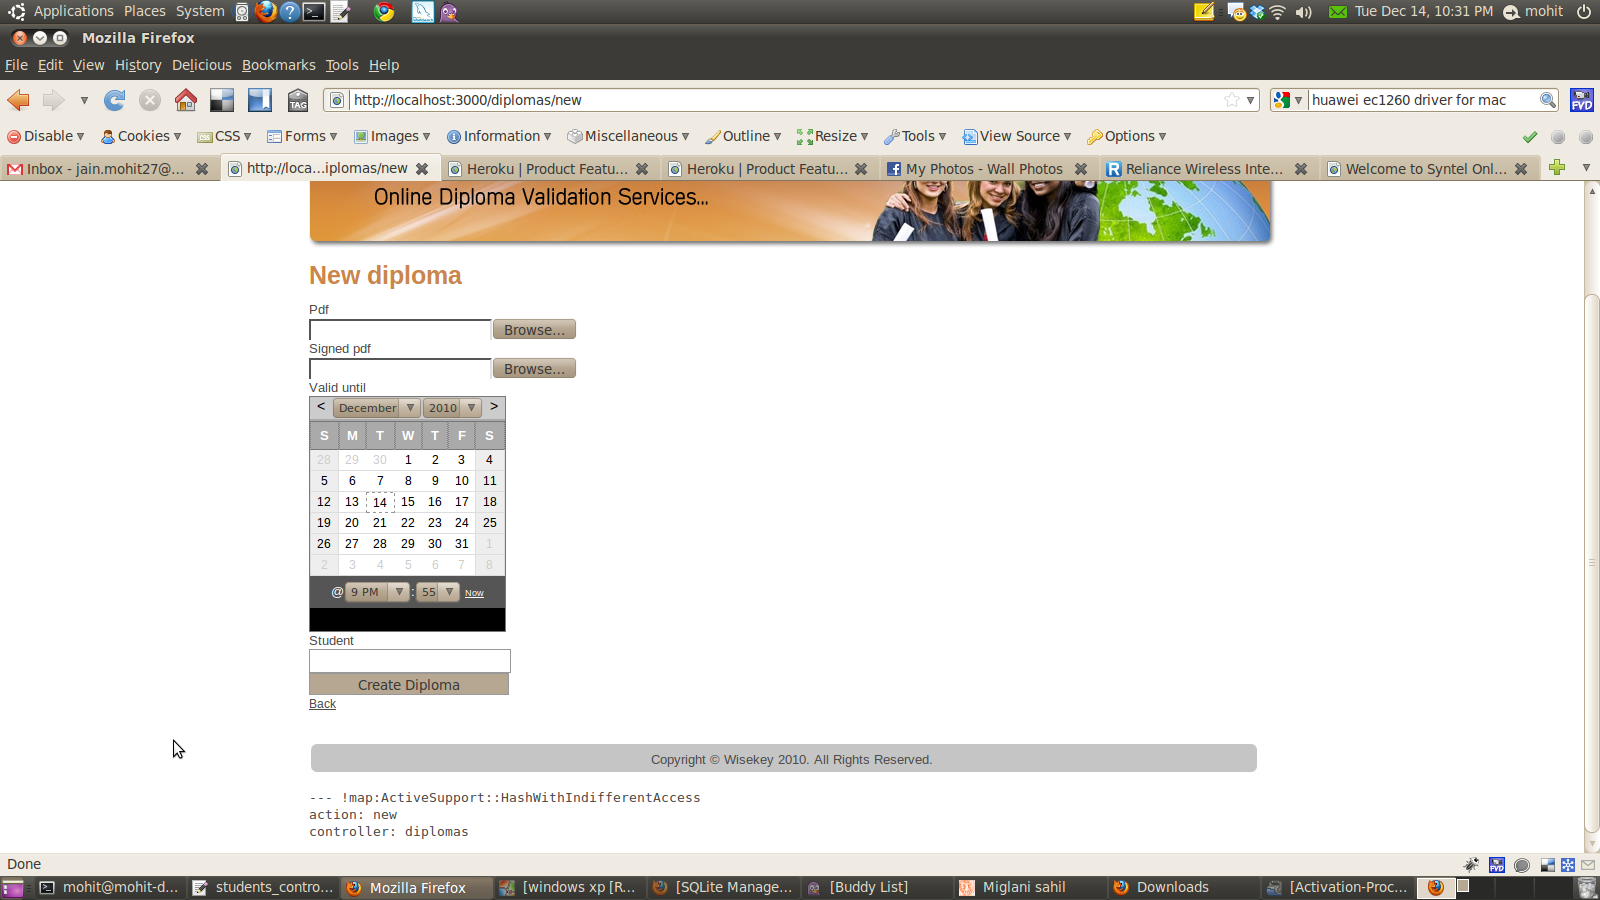 Applications Places System Tue Dec 14, 10:31 PM mohit
Mozilla Firefox
File Edit View History Delicious Bookmarks Tools Help
TAG http://localhost:3000/diplomas/new huawei ec1260 driver for mac FVD
Disable Cookies CSS Forms Images Information Miscellaneous Outline Resize Tools View Source Options
Inbox - jain.mohit27@... http://loca...iplomas/new Heroku | Product Featu... Heroku | Product Featu... My Photos - Wall Photos Reliance Wireless Inte... Welcome to Syntel Onl...
Online Diploma Validation Services...
New diploma
Pdf
Browse...
Signed pdf
Browse...
Valid until
< December 2010 >
S M T W T F S
28 29 30 1 2 3 4
5 6 7 8 9 10 11
12 13 14 15 16 17 18
19 20 21 22 23 24 25
26 27 28 29 30 31 1
2 3 4 5 6 7 8
@ 9 PM : 55 Now
Student
Create Diploma
Back
Copyright © Wisekey 2010. All Rights Reserved.
--- !map:ActiveSupport::HashWithIndifferentAccess
action: new
controller: diplomas
Done FVD
mohit@mohit-d... students_contro... Mozilla Firefox [windows xp [R... [SQLite Manage... [Buddy List] Miglani sahil Downloads [Activation-Proc...